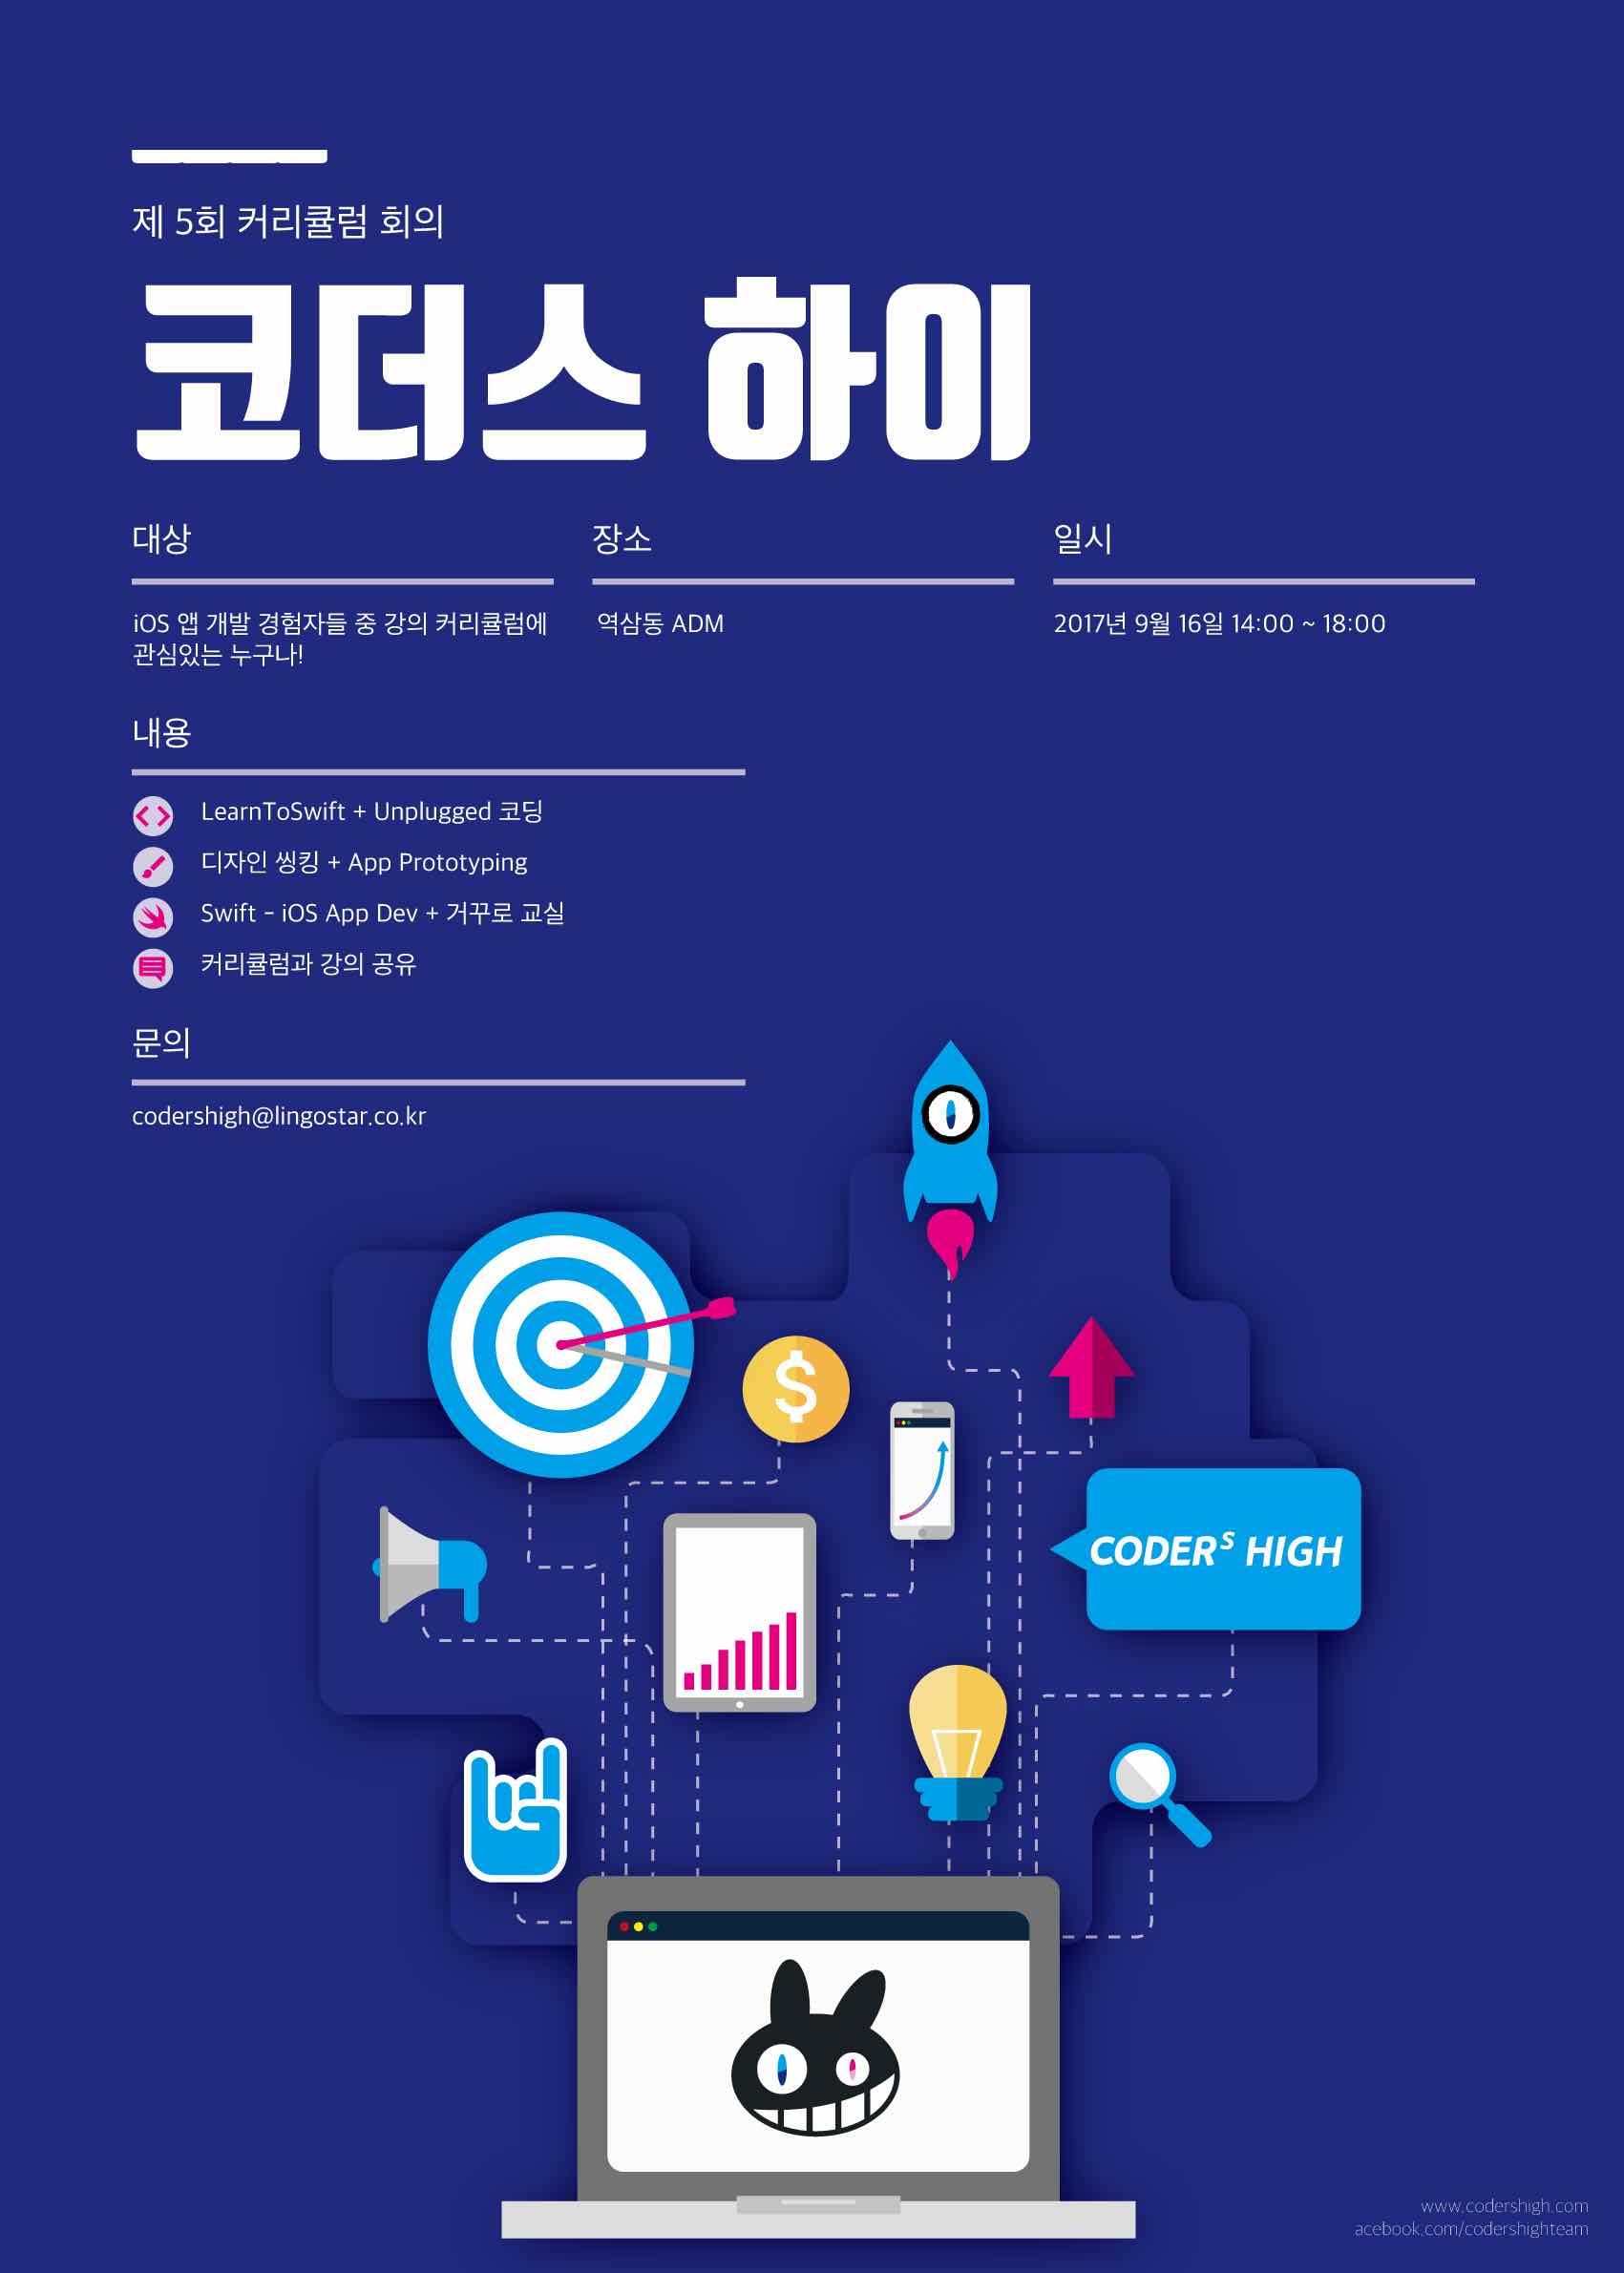 제 5회 커리큘럼 회의
코더스 하이
대상
iOS 앱 개발 경험자들 중 강의 커리큘럼에
관심있는 누구나!
장소
역삼동 ADM
일시
2017년 9월 16일 14:00 ~ 18:00
내용
LearnToSwift + Unplugged 코딩
디자인 씽킹 + App Prototyping
Swift - iOS App Dev + 거꾸로 교실
커리큘럼과 강의 공유
문의
codershigh@lingostar.co.kr
$
CODERS HIGH
www.codershigh.com
acebook.com/codershighteam